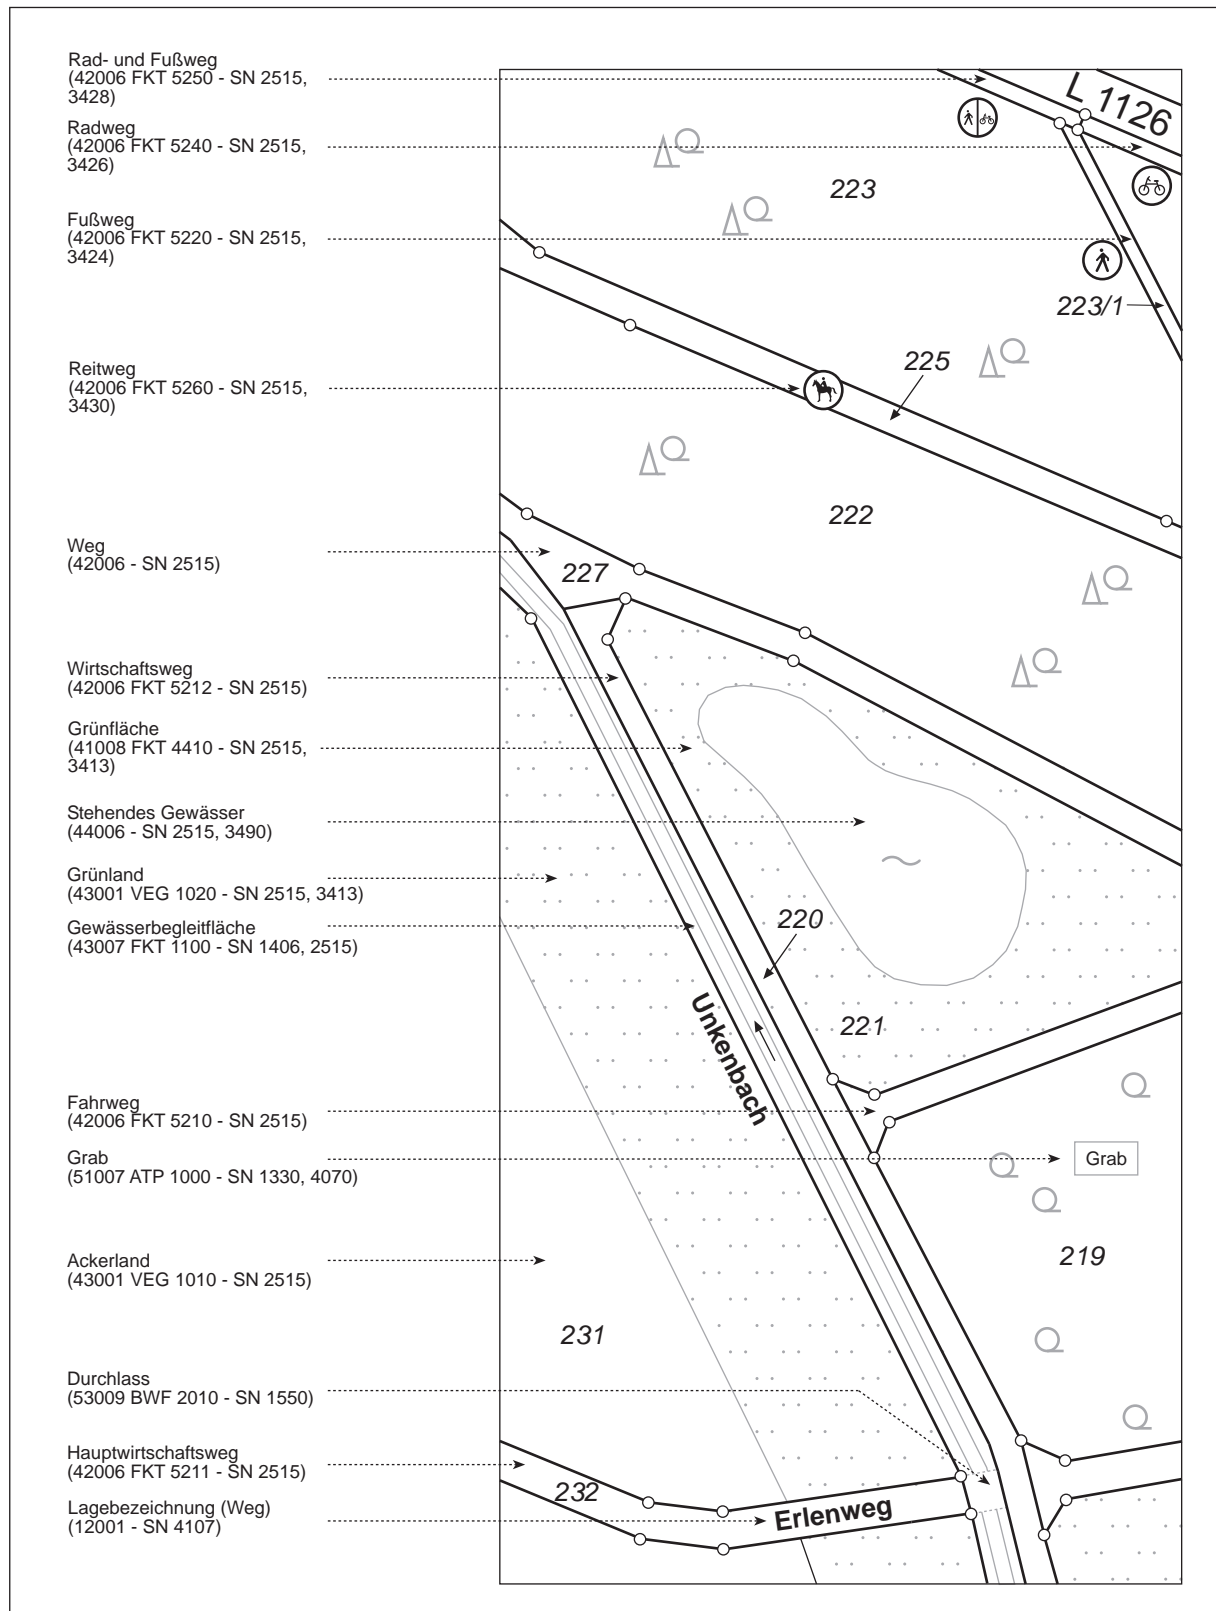 Rad- und Fußweg
(42006 FKT 5250 - SN 2515,
3428)
Radweg
(42006 FKT 5240 - SN 2515,
3426)
Fußweg
(42006 FKT 5220 - SN 2515,
3424)
Reitweg
(42006 FKT 5260 - SN 2515,
3430)
Weg
(42006 - SN 2515)
Wirtschaftsweg
(42006 FKT 5212 - SN 2515)
Grünfläche
(41008 FKT 4410 - SN 2515,
3413)
Stehendes Gewässer
(44006 - SN 2515, 3490)
Grünland
(43001 VEG 1020 - SN 2515, 3413)
Gewässerbegleitfläche
(43007 FKT 1100 - SN 1406, 2515)
Fahrweg
(42006 FKT 5210 - SN 2515)
Grab
(51007 ATP 1000 - SN 1330, 4070)
Ackerland
(43001 VEG 1010 - SN 2515)
Durchlass
(53009 BWF 2010 - SN 1550)
Hauptwirtschaftsweg
(42006 FKT 5211 - SN 2515)
Lagebezeichnung (Weg)
(12001 - SN 4107)
L 1126
223
223/1
225
222
227
220
221
Unkenbach
Grab
219
231
232
Erlenweg